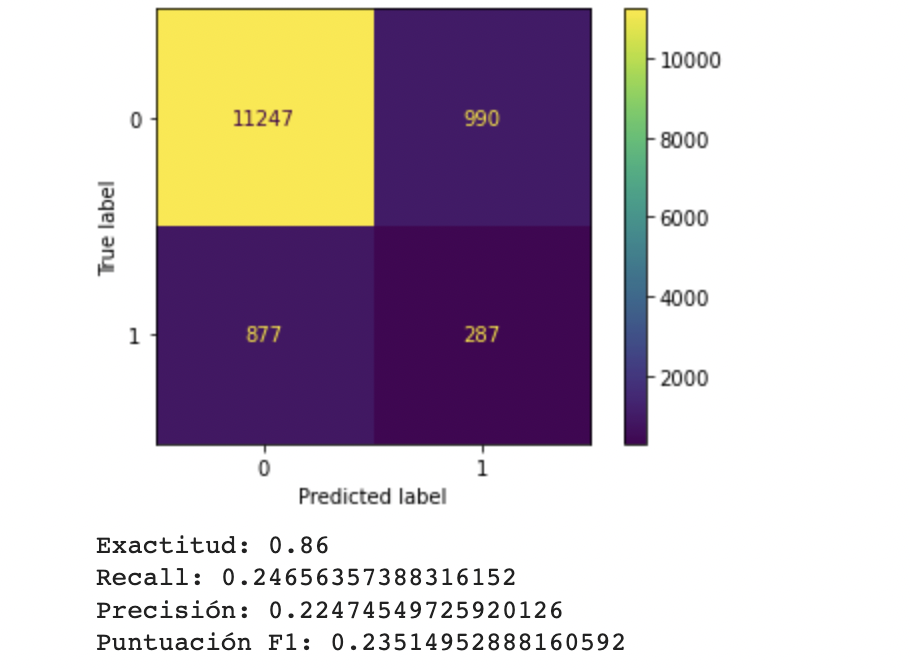 10000
0
11247
990
8000
6000
True label
4000
1
877
287
2000
0
1
Predicted label
Exactitud: 0.86
Recall: 0.24656357388316152
Precisión: 0.22474549725920126
Puntuación F1: 0.23514952888160592